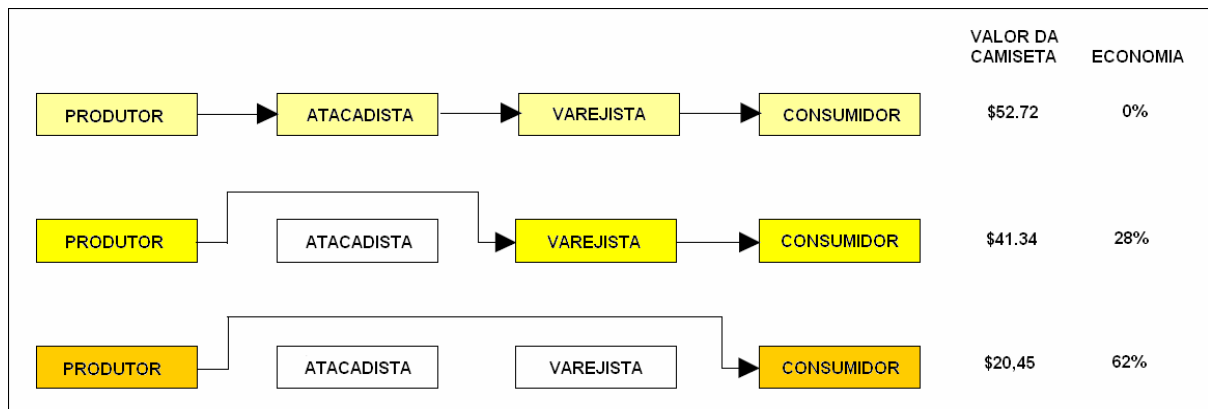 VALOR DA
CAMISETA ECONOMIA
PRODUTOR ATACADISTA VAREJISTA CONSUMIDOR $52.72 0%
PRODUTOR ATACADISTA VAREJISTA CONSUMIDOR $41.34 28%
PRODUTOR ATACADISTA VAREJISTA CONSUMIDOR $20,45 62%